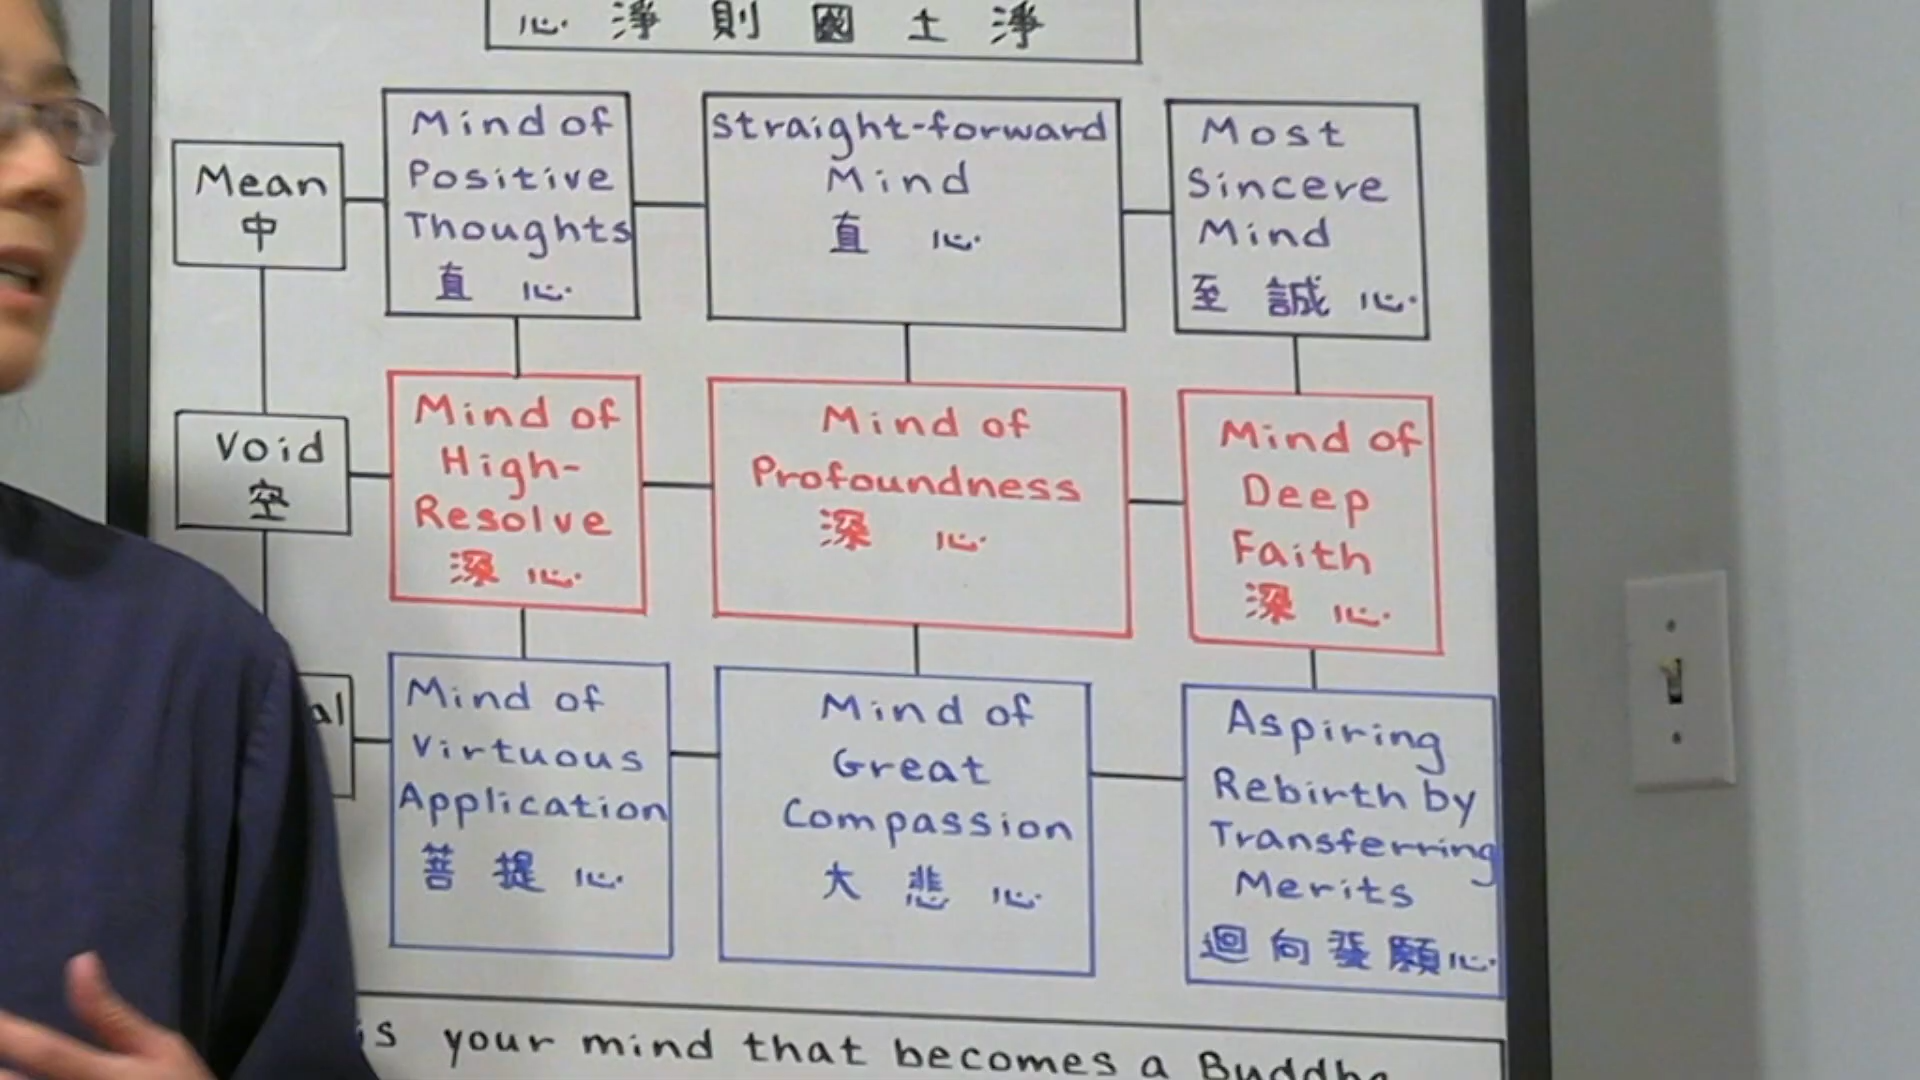 心 淨 則 國 土 淨
Mean
中
Mind of
Positive
Thoughts
直 心
Straight-forward
Mind
直 心
Most
Sincere
Mind
至 誠 心
Void
空
Mind of
High-
Resolve
深 心
Mind of
Profoundness
深 心
Mind of
Deep
Faith
深 心
al
Mind of
Virtuous
Application
菩 提 心
Mind of
Great
Compassion
大 悲 心
Aspiring
Rebirth by
Transferring
Merits
迴 向 發 願 心
is your mind that becomes a Buddha